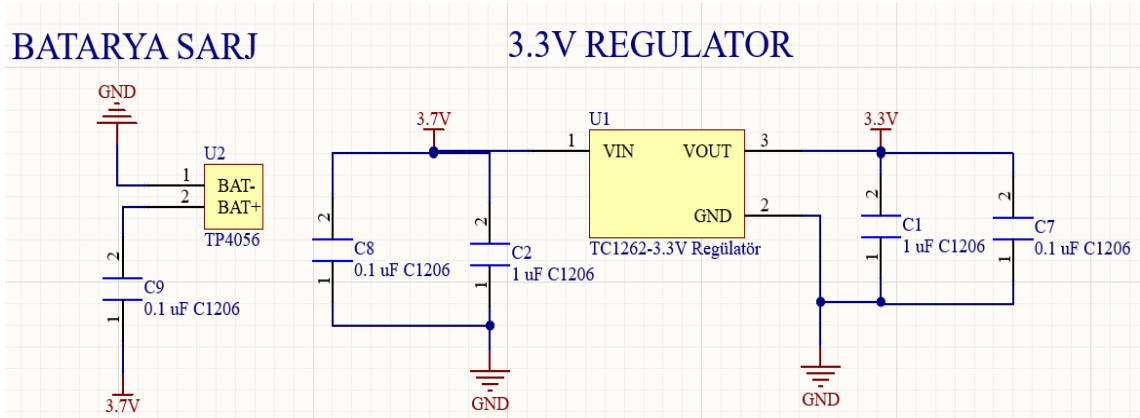 BATARYA SARJ
3.3V REGULATOR
GND
U2
1
BAT-
2
BAT+
TP4056
2
C9
0.1 uF C1206
1
3.7V
3.7V
2
C8
0.1 uF C1206
1
2
C2
1 uF C1206
1
GND
U1
1
VIN
VOUT
3
GND
2
TC1262-3.3V Regülatör
3.3V
2
C1
1 uF C1206
1
2
C7
0.1 uF C1206
1
GND